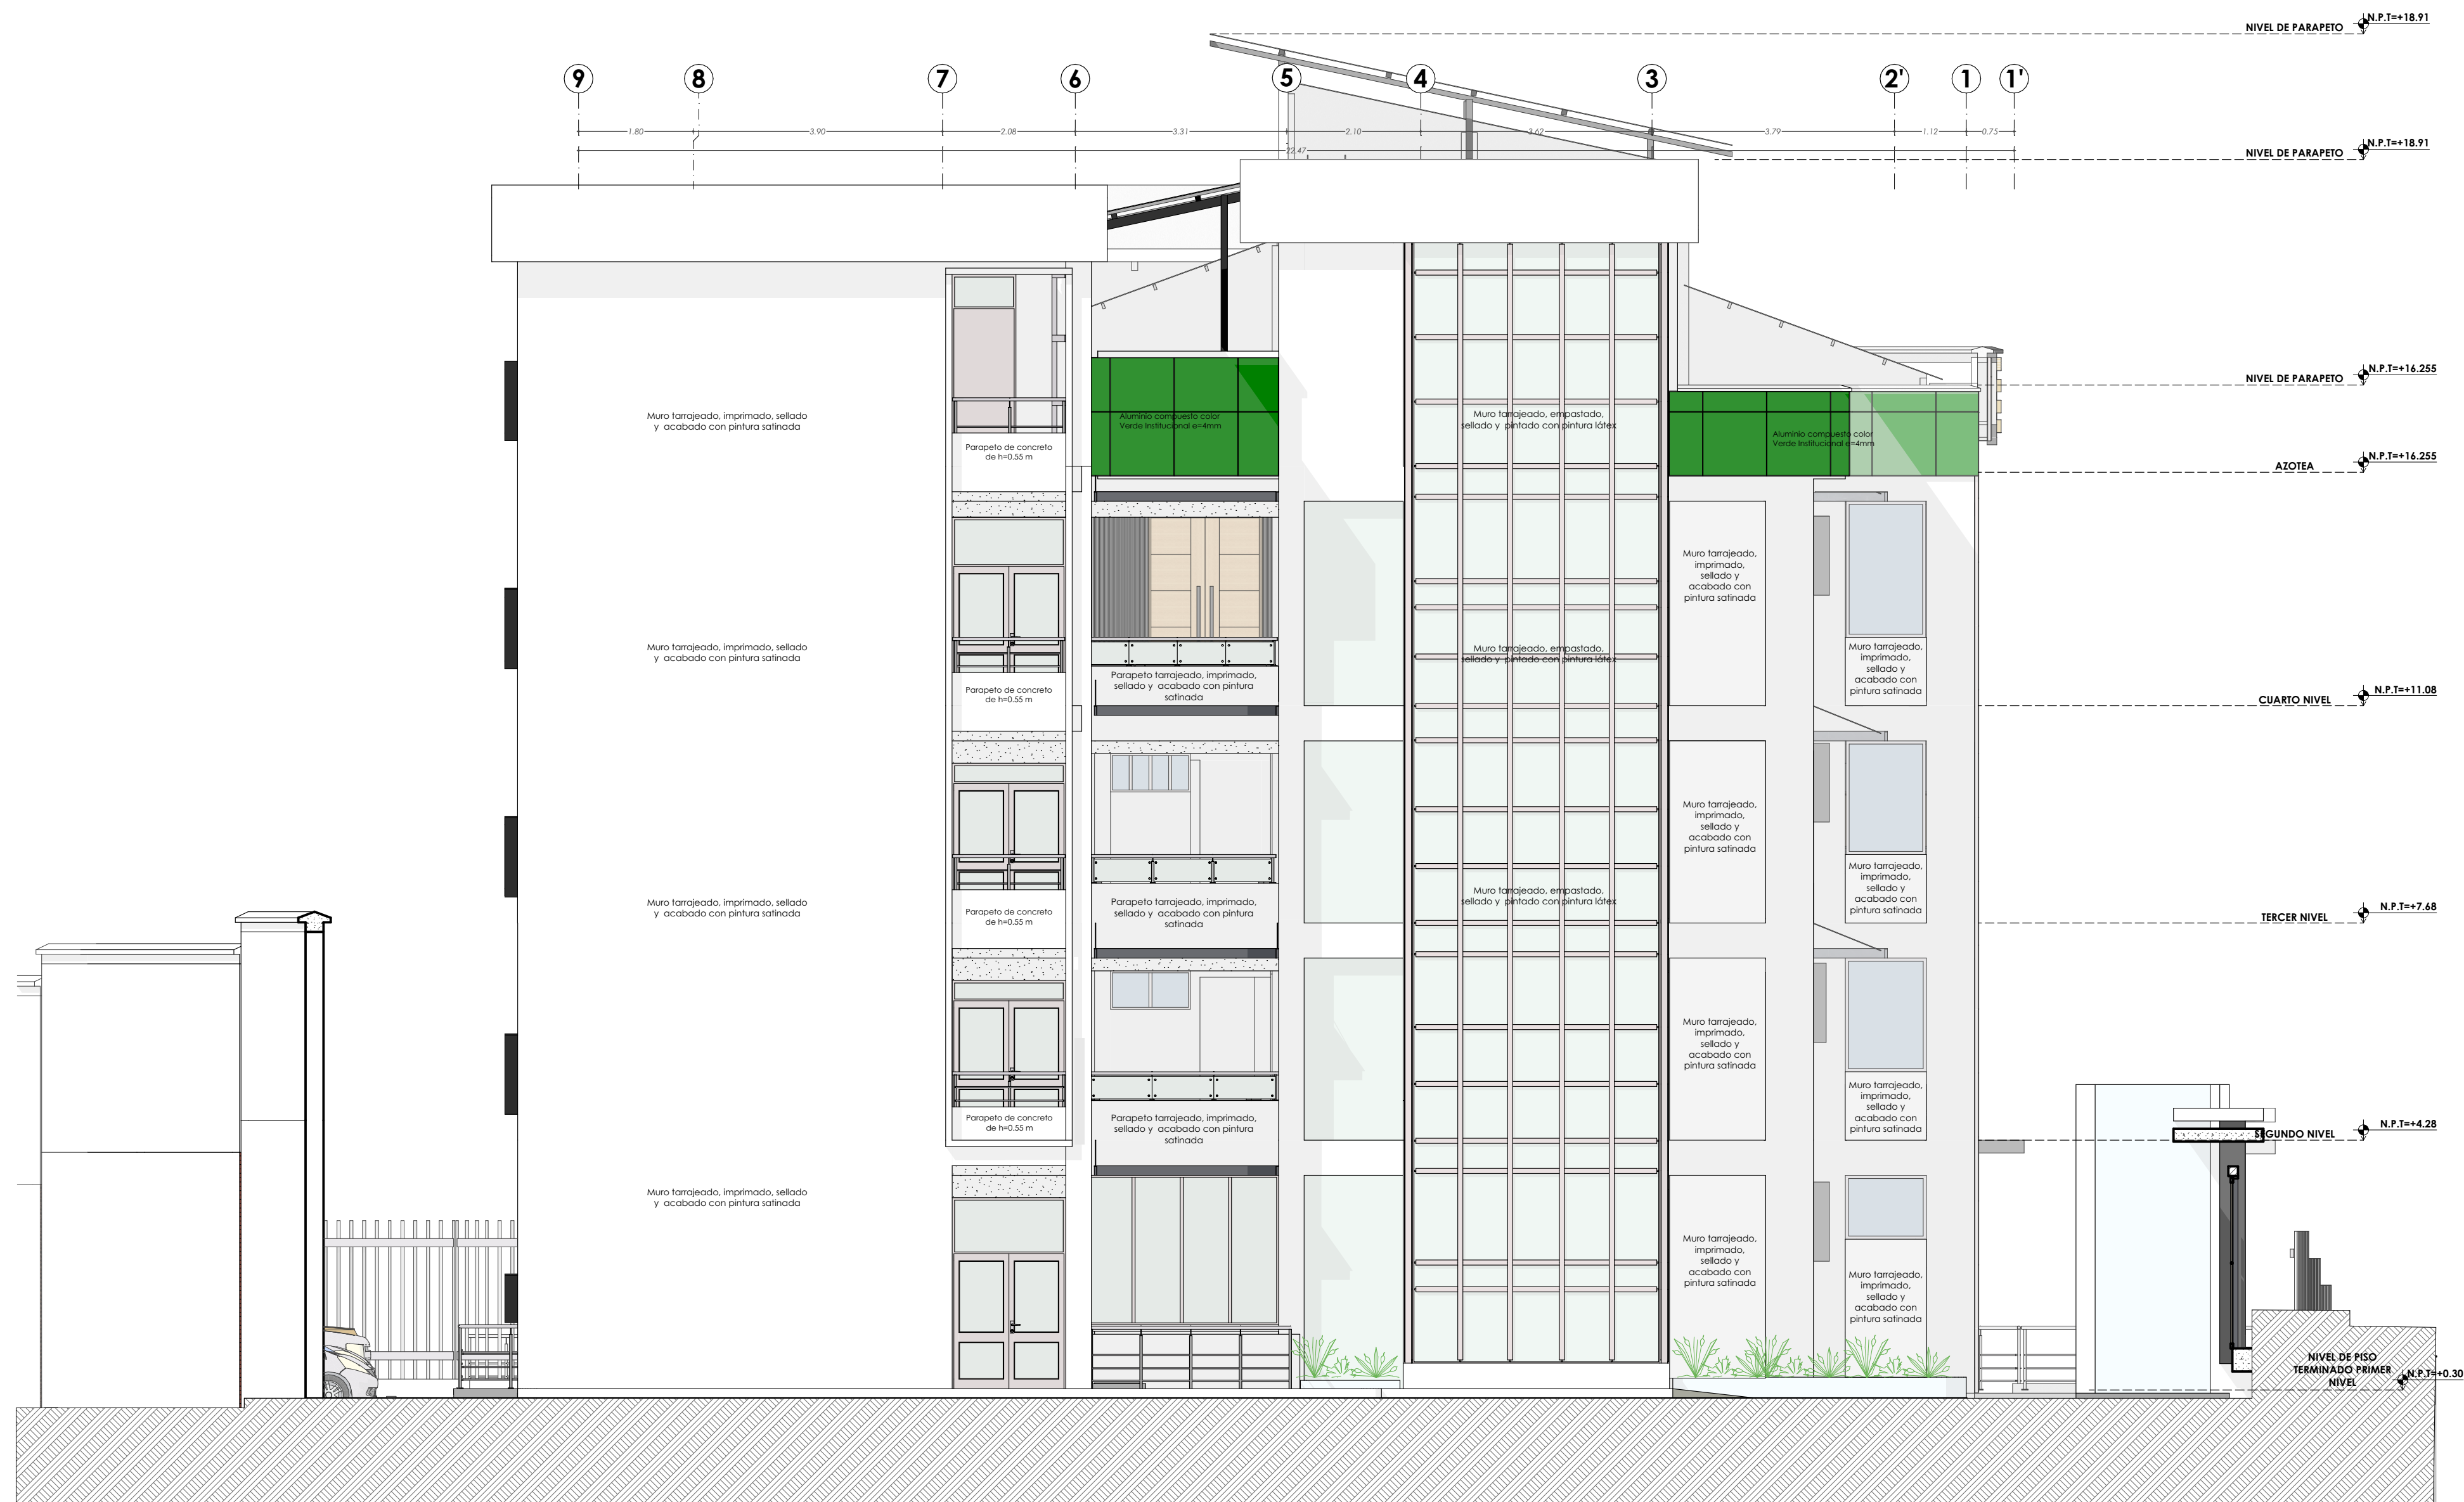 N.P.T=+18.91
NIVEL DE PARAPETO
9
8
7
6
5
4
3
2'
1
1'
1.80
3.90
2.08
3.31
2.10
3.62
3.79
1.12
0.75
22.47
N.P.T=+18.91
NIVEL DE PARAPETO
N.P.T=+16.255
NIVEL DE PARAPETO
N.P.T=+16.255
AZOTEA
Muro tarrajeado, imprimado, sellado
y acabado con pintura satinada
Parapeto de concreto
de h=0.55 m
Aluminio compuesto color
Verde Institucional e=4mm
Muro tarrajeado, empastado,
sellado y pintado con pintura látex
Aluminio compuesto color
Verde Institucional e=4mm
Muro tarrajeado,
imprimado,
sellado y
acabado con
pintura satinada
Muro tarrajeado, imprimado, sellado
y acabado con pintura satinada
Parapeto de concreto
de h=0.55 m
Parapeto tarrajeado, imprimado,
sellado y acabado con pintura
satinada
Muro tarrajeado, empastado,
sellado y pintado con pintura látex
Muro tarrajeado,
imprimado,
sellado y
acabado con
pintura satinada
N.P.T=+11.08
CUARTO NIVEL
Muro tarrajeado,
imprimado,
sellado y
acabado con
pintura satinada
Muro tarrajeado, imprimado, sellado
y acabado con pintura satinada
Parapeto de concreto
de h=0.55 m
Parapeto tarrajeado, imprimado,
sellado y acabado con pintura
satinada
Muro tarrajeado, empastado,
sellado y pintado con pintura látex
Muro tarrajeado,
imprimado,
sellado y
acabado con
pintura satinada
N.P.T=+7.68
TERCER NIVEL
Muro tarrajeado,
imprimado,
sellado y
acabado con
pintura satinada
Parapeto de concreto
de h=0.55 m
Parapeto tarrajeado, imprimado,
sellado y acabado con pintura
satinada
Muro tarrajeado,
imprimado,
sellado y
acabado con
pintura satinada
N.P.T=+4.28
SEGUNDO NIVEL
Muro tarrajeado, imprimado, sellado
y acabado con pintura satinada
Muro tarrajeado,
imprimado,
sellado y
acabado con
pintura satinada
Muro tarrajeado,
imprimado,
sellado y
acabado con
pintura satinada
NIVEL DE PISO
TERMINADO PRIMER
NIVEL
N.P.T=+0.30